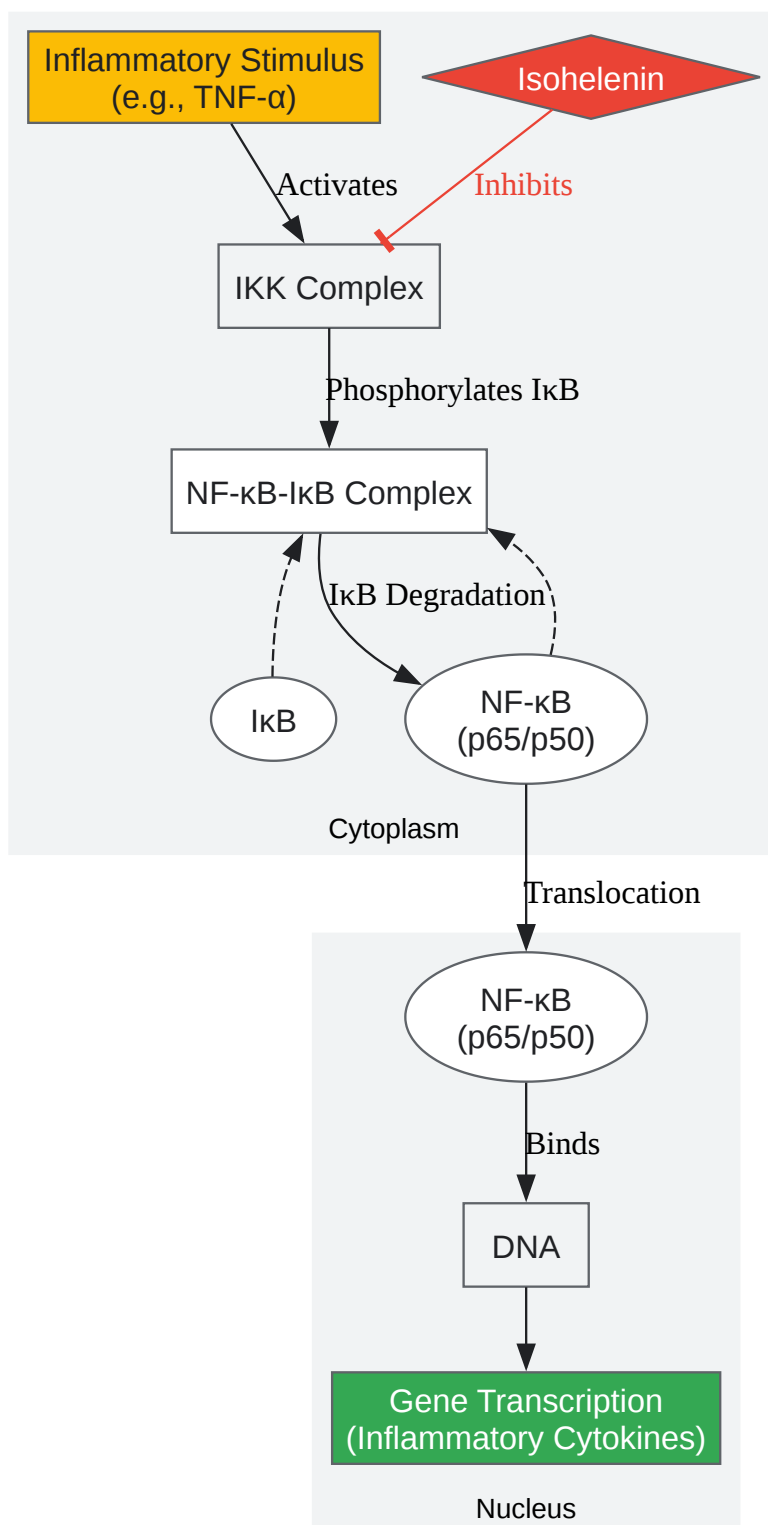 Inflammatory Stimulus
(e.g., TNF-α)
Isohelenin
Activates
Inhibits
IKK Complex
Phosphorylates IκB
NF-κB-IκB Complex
IκB Degradation
IκB
NF-κB
(p65/p50)
Cytoplasm
Translocation
NF-κB
(p65/p50)
Binds
DNA
Gene Transcription
(Inflammatory Cytokines)
Nucleus